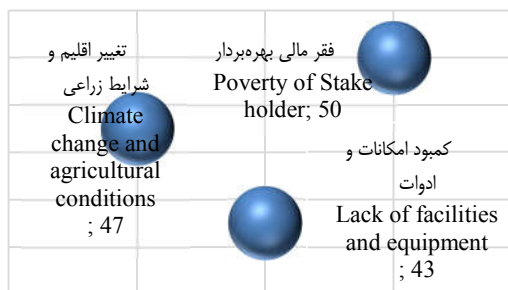 تغییر اقلیم و
شرایط زراعی
Climate
change and
agricultural
conditions
; 47
فقر مالی بهره‌بردار
Poverty of Stake
holder; 50
کمبود امکانات و
ادوات
Lack of facilities
and equipment
; 43